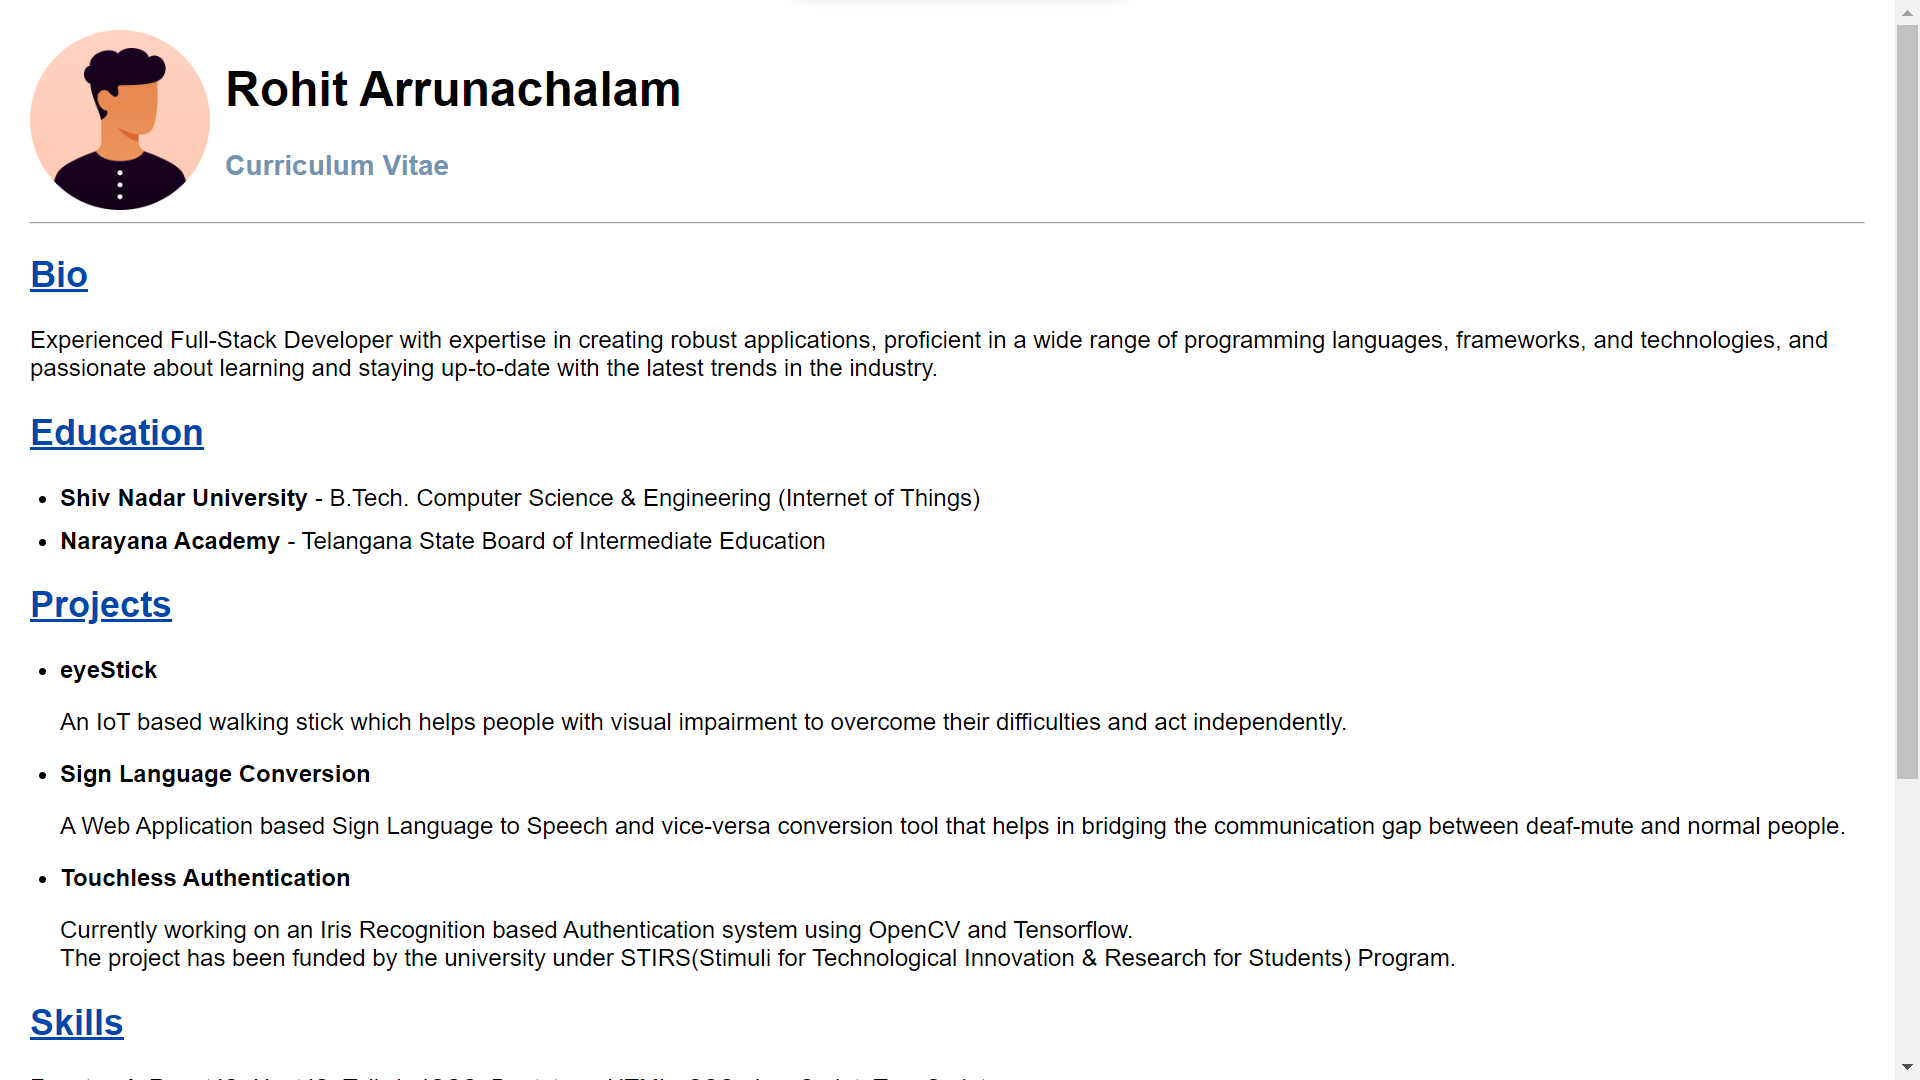 Rohit Arrunachalam
Curriculum Vitae
Bio
Experienced Full-Stack Developer with expertise in creating robust applications, proficient in a wide range of programming languages, frameworks, and technologies, and
passionate about learning and staying up-to-date with the latest trends in the industry.
Education
• Shiv Nadar University - B.Tech. Computer Science & Engineering (Internet of Things)
• Narayana Academy - Telangana State Board of Intermediate Education
Projects
• eyeStick
An IoT based walking stick which helps people with visual impairment to overcome their difficulties and act independently.
• Sign Language Conversion
A Web Application based Sign Language to Speech and vice-versa conversion tool that helps in bridging the communication gap between deaf-mute and normal people.
• Touchless Authentication
Currently working on an Iris Recognition based Authentication system using OpenCV and Tensorflow.
The project has been funded by the university under STIRS(Stimuli for Technological Innovation & Research for Students) Program.
Skills